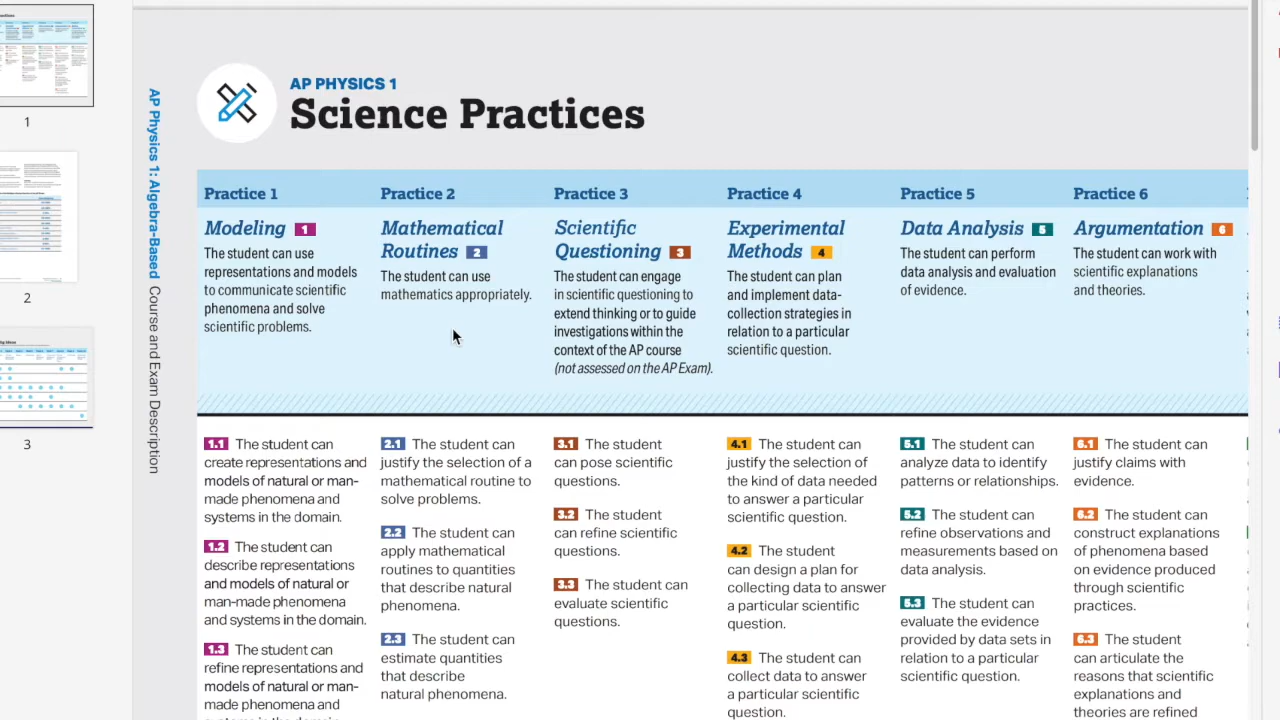 AP PHYSICS 1
Science Practices
AP Physics 1: Algebra-Based Course and Exam Description
1
2
3
Practice 1
Modeling 1
The student can use
representations and models
to communicate scientific
phenomena and solve
scientific problems.
Practice 2
Mathematical
Routines 2
The student can use
mathematics appropriately.
Practice 3
Scientific
Questioning 3
The student can engage
in scientific questioning to
extend thinking or to guide
investigations within the
context of the AP course
(not assessed on the AP Exam).
Practice 4
Experimental
Methods 4
The student can plan
and implement data-
collection strategies in
relation to a particular
scientific question.
Practice 5
Data Analysis 5
The student can perform
data analysis and evaluation
of evidence.
Practice 6
Argumentation 6
The student can work with
scientific explanations
and theories.
1.1 The student can
create representations and
models of natural or man-
made phenomena and
systems in the domain.
1.2 The student can
describe representations
and models of natural or
man-made phenomena
and systems in the domain.
1.3 The student can
refine representations and
models of natural or man-
made phenomena and
systems in the domain.
2.1 The student can
justify the selection of a
mathematical routine to
solve problems.
2.2 The student can
apply mathematical
routines to quantities
that describe natural
phenomena.
2.3 The student can
estimate quantities
that describe
natural phenomena.
3.1 The student
can pose scientific
questions.
3.2 The student
can refine scientific
questions.
3.3 The student can
evaluate scientific
questions.
4.1 The student can
justify the selection of
the kind of data needed
to answer a particular
scientific question.
4.2 The student
can design a plan for
collecting data to answer
a particular scientific
question.
4.3 The student can
collect data to answer
a particular scientific
question.
5.1 The student can
analyze data to identify
patterns or relationships.
5.2 The student can
refine observations and
measurements based on
data analysis.
5.3 The student can
evaluate the evidence
provided by data sets in
relation to a particular
scientific question.
6.1 The student can
justify claims with
evidence.
6.2 The student can
construct explanations
of phenomena based
on evidence produced
through scientific
practices.
6.3 The student
can articulate the
reasons that scientific
explanations and
theories are refined